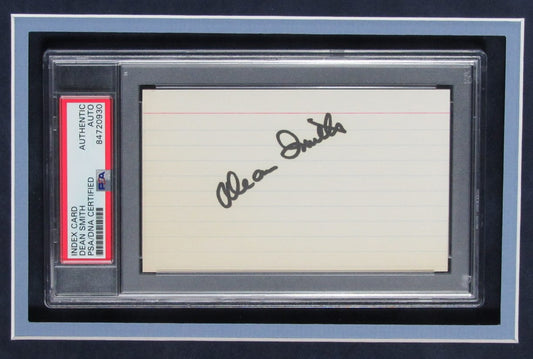 INDEX CARD
DEAN SMITH
PSA/DNA CERTIFIED
AUTHENTIC
AUTO
84720930
PSA
Dean Smith